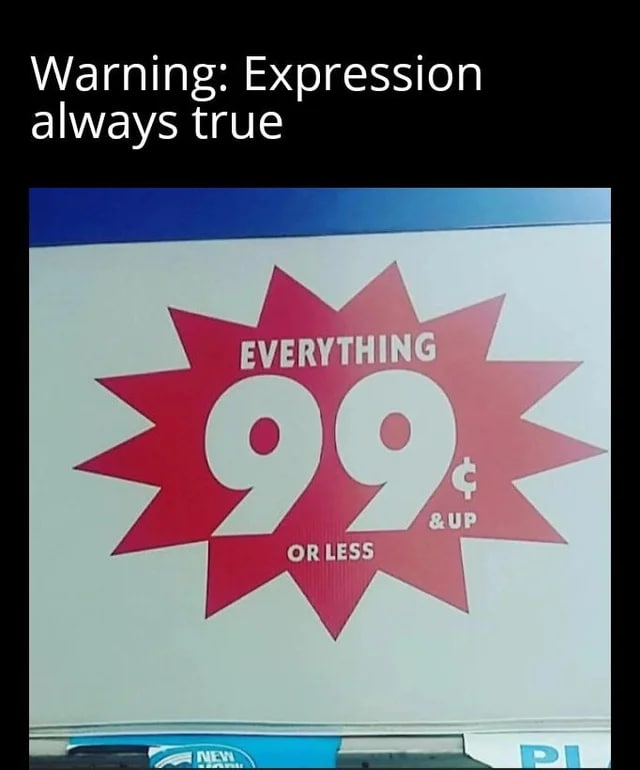 Warning: Expression
always true
EVERYTHING
99¢
& UP
OR LESS
NEW